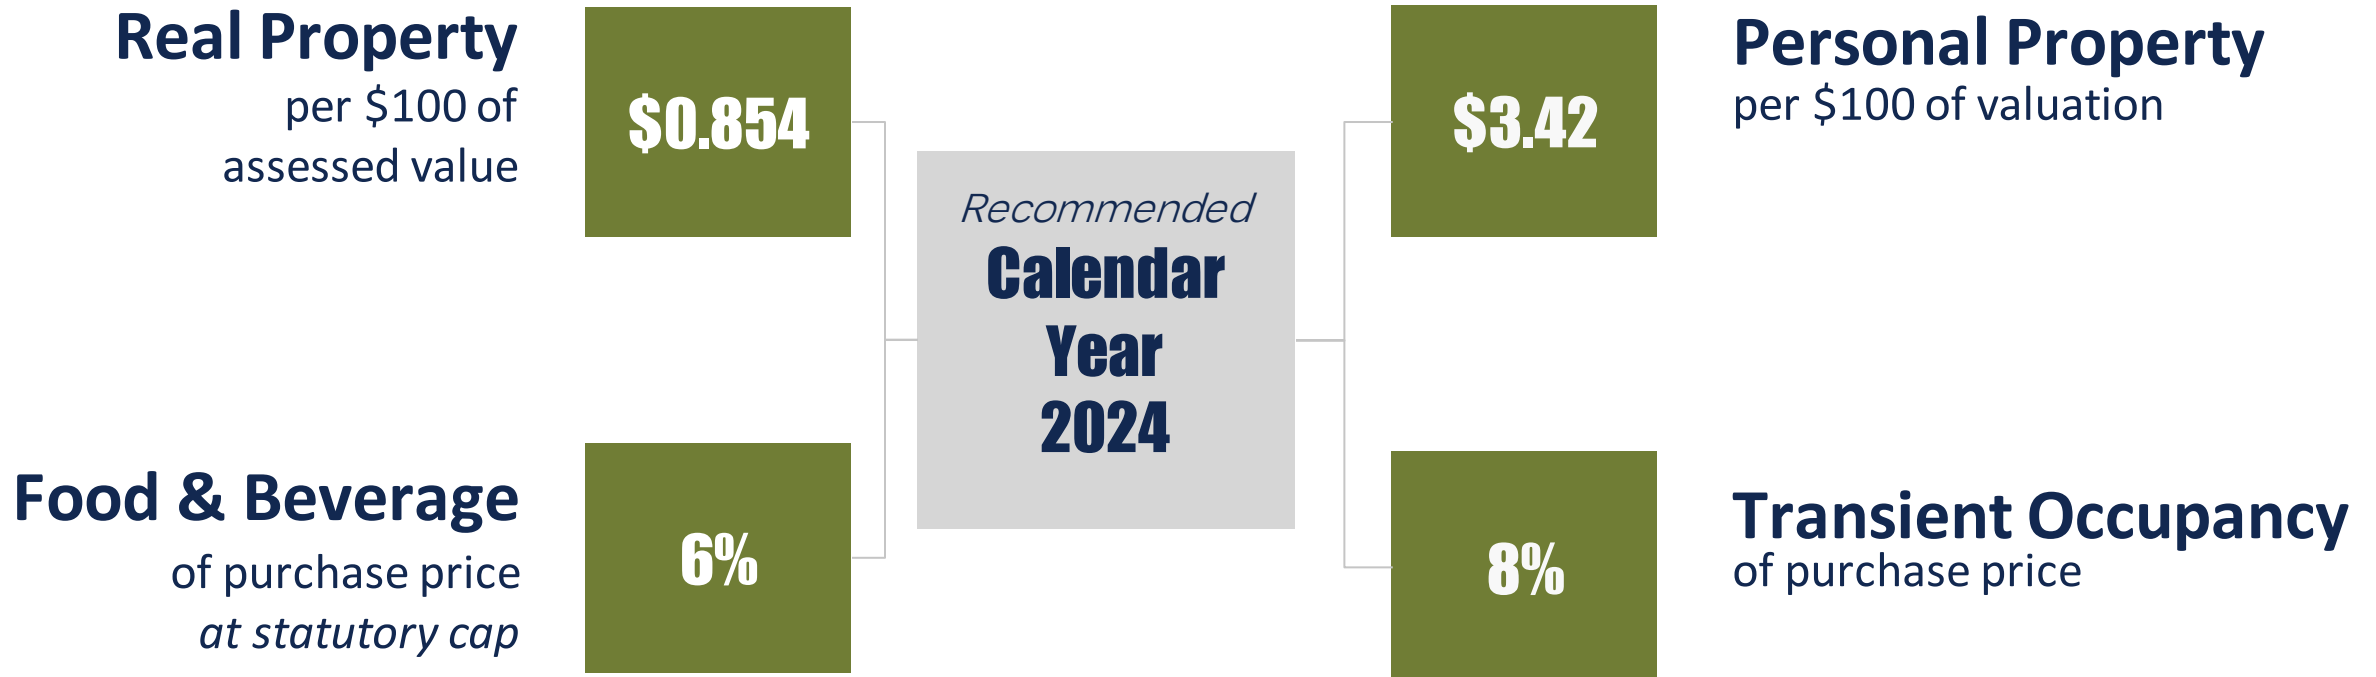 Real Property
per $100 of
assessed value
$0.854
Recommended
Calendar
Year
2024
$3.42
Personal Property
per $100 of valuation
Food & Beverage
of purchase price
at statutory cap
6%
8%
Transient Occupancy
of purchase price